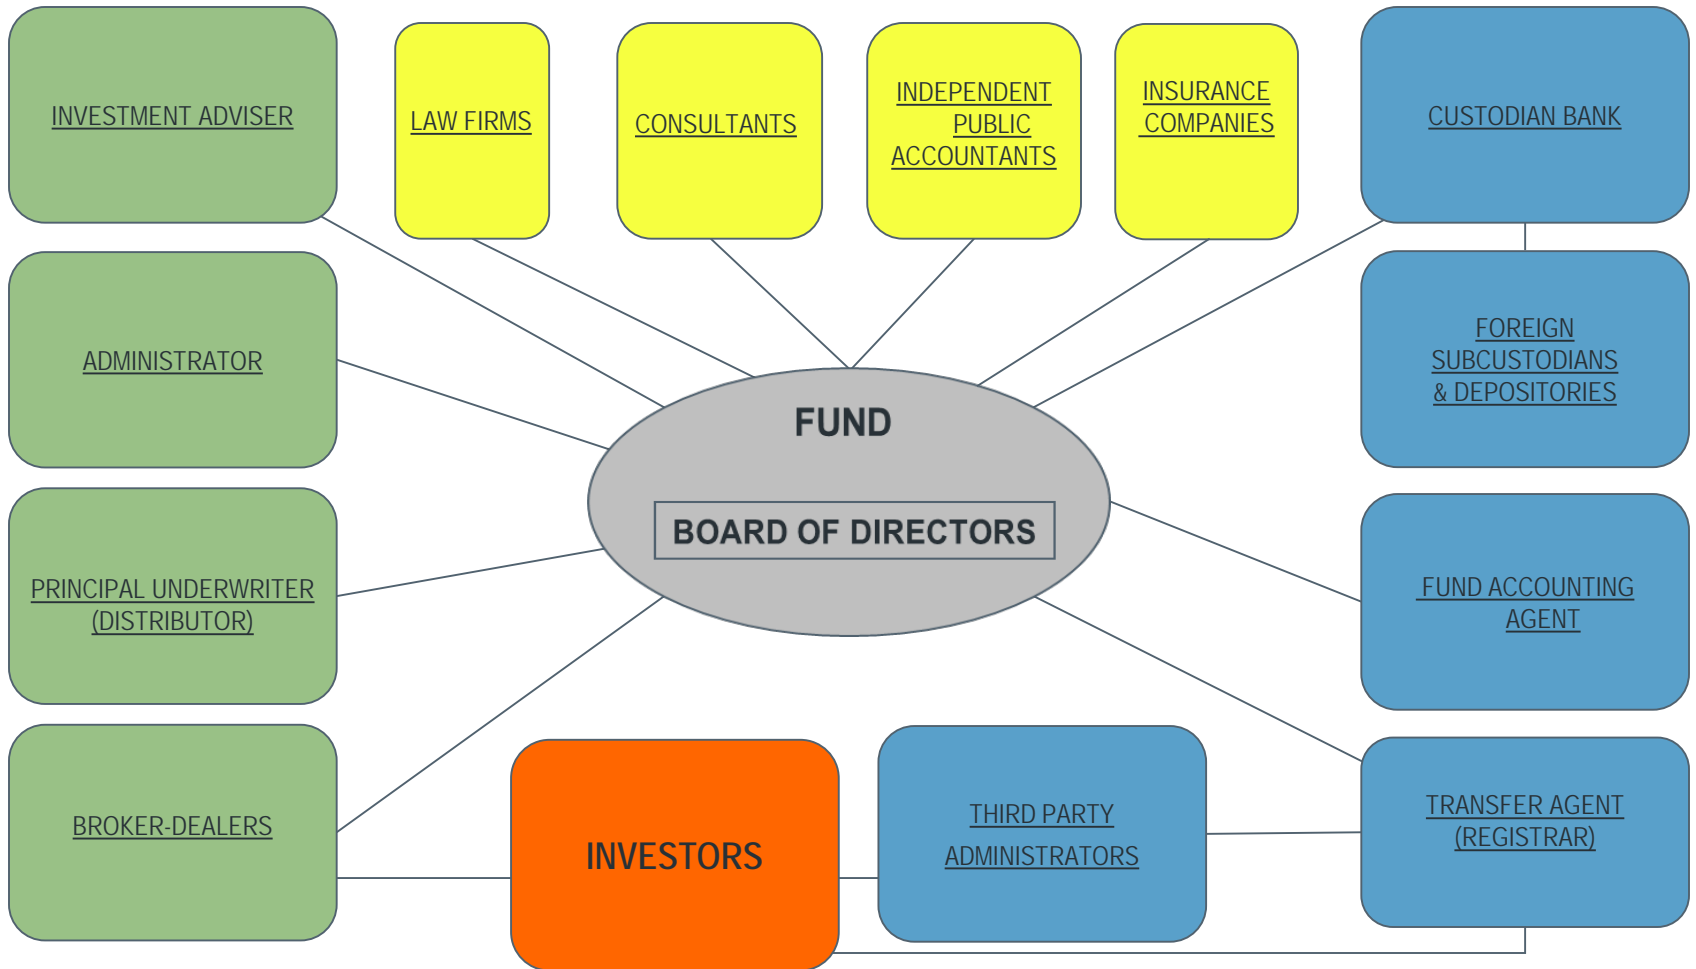 INVESTMENT ADVISER
LAW FIRMS
CONSULTANTS
INDEPENDENT
PUBLIC
ACCOUNTANTS
INSURANCE
COMPANIES
CUSTODIAN BANK
ADMINISTRATOR
FOREIGN
SUBCUSTODIANS
& DEPOSITORIES
FUND
BOARD OF DIRECTORS
PRINCIPAL UNDERWRITER
(DISTRIBUTOR)
FUND ACCOUNTING
AGENT
BROKER-DEALERS
INVESTORS
THIRD PARTY
ADMINISTRATORS
TRANSFER AGENT
(REGISTRAR)